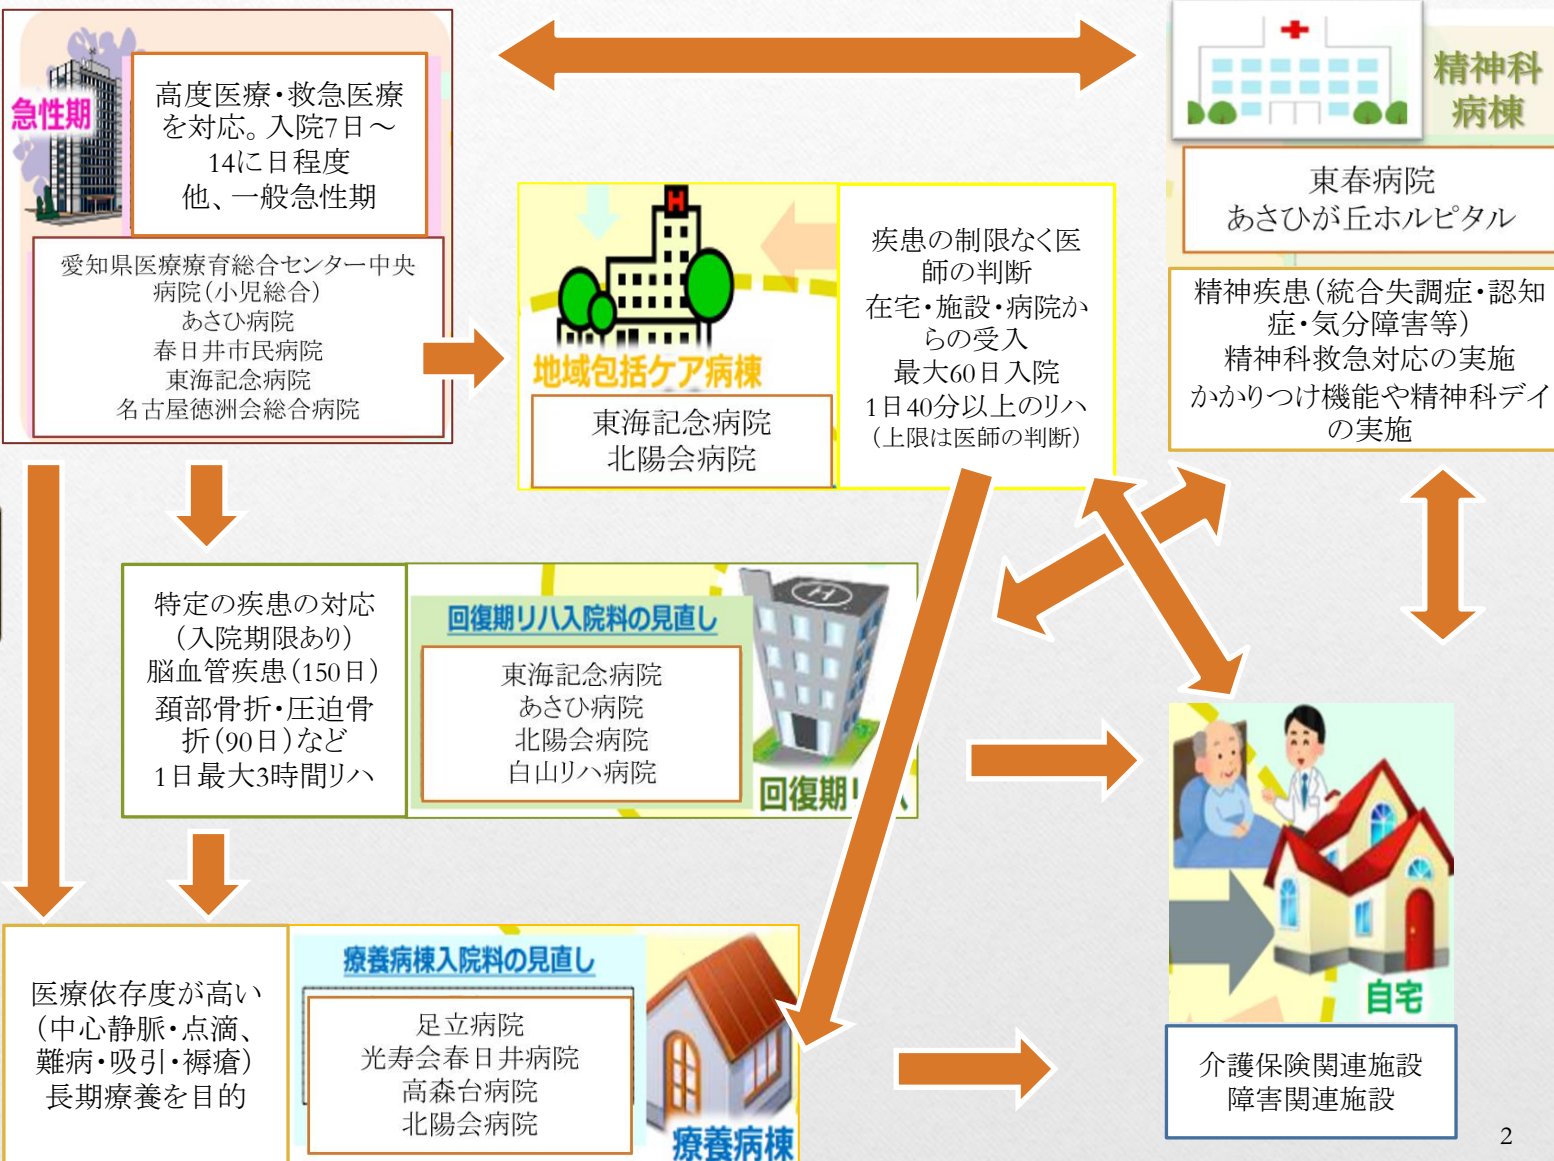 急性期
高度医療・救急医療
を対応。入院7日～
14に日程度
他、一般急性期
愛知県医療療育総合センター中央
病院（小児総合）
あさひ病院
春日井市民病院
東海記念病院
名古屋徳洲会総合病院
H
地域包括ケア病棟
東海記念病院
北陽会病院
疾患の制限なく医
師の判断
在宅・施設・病院か
らの受入
最大60日入院
1日40分以上のリハ
（上限は医師の判断）
精神科
病棟
東春病院
あさひが丘ホルピタル
精神疾患（統合失調症・認知
症・気分障害等）
精神科救急対応の実施
かかりつけ機能や精神科デイ
の実施
特定の疾患の対応
（入院期限あり）
脳血管疾患（150日）
頚部骨折・圧迫骨
折（90日）など
1日最大3時間リハ
回復期リハ入院料の見直し
東海記念病院
あさひ病院
北陽会病院
白山リハ病院
H
回復期リハ
医療依存度が高い
（中心静脈・点滴、
難病・吸引・褥瘡）
長期療養を目的
療養病棟入院料の見直し
足立病院
光寿会春日井病院
高森台病院
北陽会病院
療養病棟
自宅
介護保険関連施設
障害関連施設
2